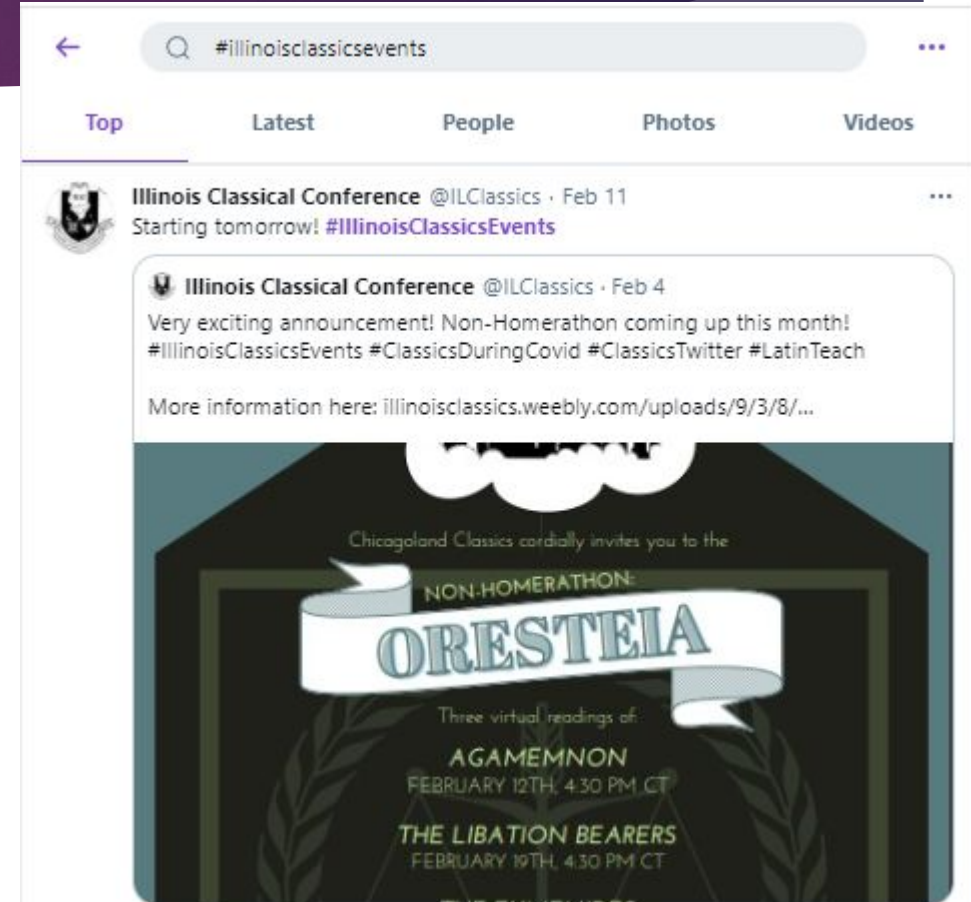 #illinoisclassicsevents
Top Latest People Photos Videos
Illinois Classical Conference @ILClassics · Feb 11
Starting tomorrow! #IllinoisClassicsEvents
Illinois Classical Conference @ILClassics · Feb 4
Very exciting announcement! Non-Homerathon coming up this month!
#IllinoisClassicsEvents #ClassicsDuringCovid #ClassicsTwitter #LatinTeach
More information here: illinoisclassics.weebly.com/uploads/9/3/8/...
Chicagoland Classics cordially invites you to the
NON-HOMERATHON:
ORESTEIA
Three virtual readings of:
AGAMEMNON
FEBRUARY 12TH, 4:30 PM CT
THE LIBATION BEARERS
FEBRUARY 19TH, 4:30 PM CT